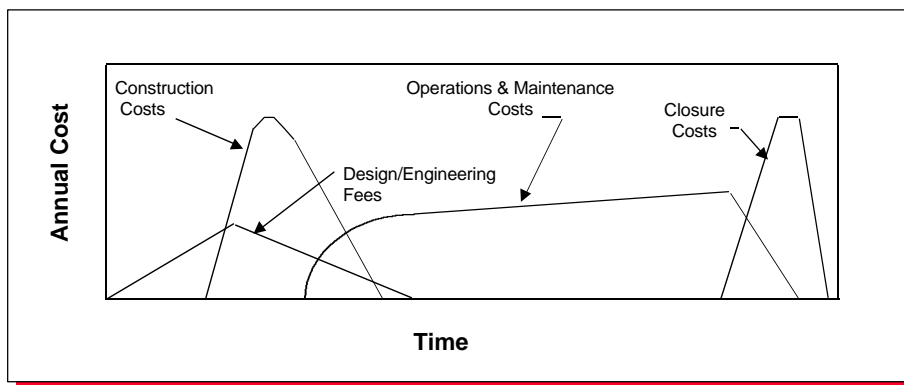 Construction
Costs
Operations & Maintenance
Costs
Closure
Costs
Design/Engineering
Fees
Annual Cost
Time